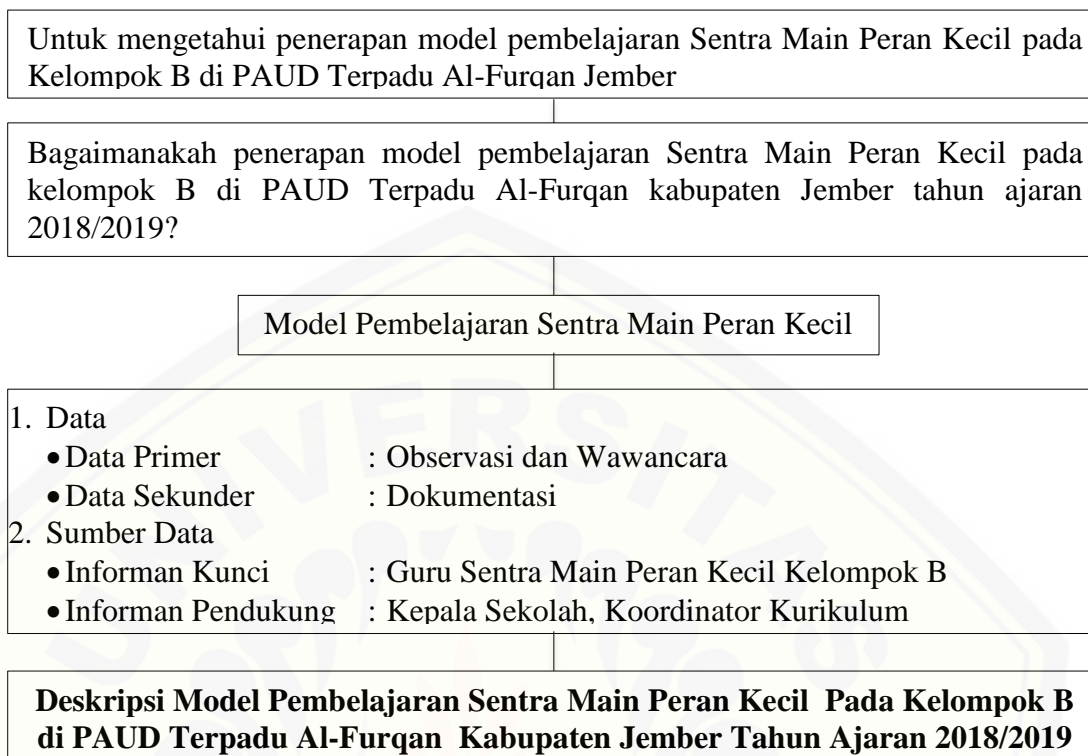 Untuk mengetahui penerapan model pembelajaran Sentra Main Peran Kecil pada
Kelompok B di PAUD Terpadu Al-Furqan Jember
Bagaimanakah penerapan model pembelajaran Sentra Main Peran Kecil pada
kelompok B di PAUD Terpadu Al-Furqan kabupaten Jember tahun ajaran
2018/2019?
Model Pembelajaran Sentra Main Peran Kecil
1. Data
• Data Primer : Observasi dan Wawancara
• Data Sekunder : Dokumentasi
2. Sumber Data
• Informan Kunci : Guru Sentra Main Peran Kecil Kelompok B
• Informan Pendukung : Kepala Sekolah, Koordinator Kurikulum
Deskripsi Model Pembelajaran Sentra Main Peran Kecil Pada Kelompok B
di PAUD Terpadu Al-Furqan Kabupaten Jember Tahun Ajaran 2018/2019
UNIVERSITAS